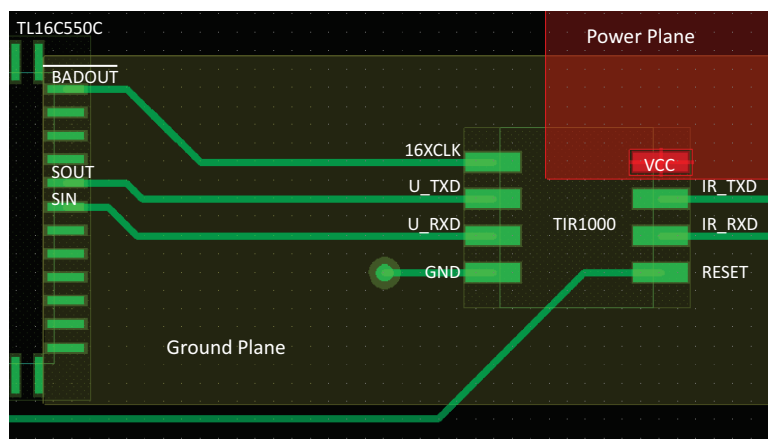 TL16C550C
Power Plane
BADOUT
16XCLK
VCC
SOUT
U_TXD
IR_TXD
SIN
U_RXD
TIR1000
IR_RXD
GND
RESET
Ground Plane